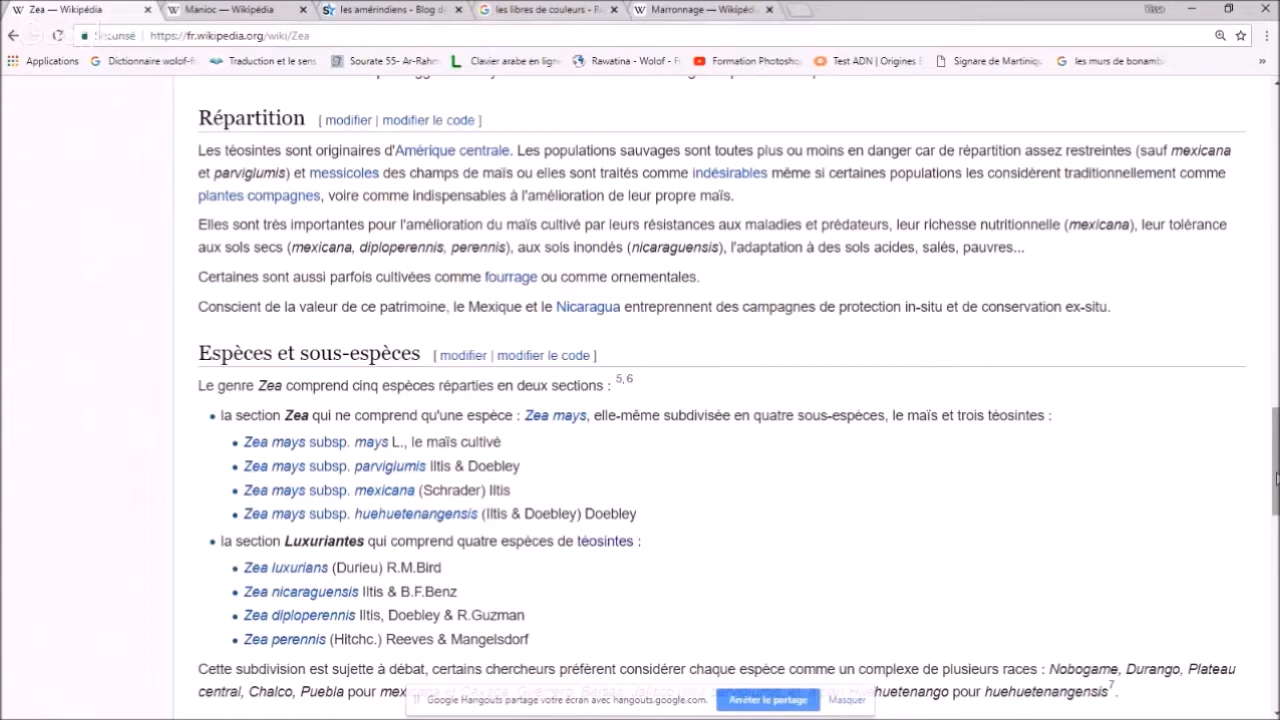 Zea — Wikipédia
Manioc — Wikipédia
les amérindiens - Blog d
les libres de couleurs - R
Marronnage — Wikipéd
Sécurisé
https://fr.wikipedia.org/wiki/Zea
Applications
Dictionnaire wolof-f
Traduction et le sens
Sourate 55- Ar-Rahm
Clavier arabe en lign
Rawatina - Wolof - F
Formation Photosho
Test ADN | Origines E
Signare de Martiniq
les murs de bonamb
»
Répartition [ modifier | modifier le code ]
Les téosintes sont originaires d'Amérique centrale. Les populations sauvages sont toutes plus ou moins en danger car de répartition assez restreintes (sauf mexicana
et parviglumis) et messicoles des champs de maïs ou elles sont traités comme indésirables même si certaines populations les considèrent traditionnellement comme
plantes compagnes, voire comme indispensables à l'amélioration de leur propre maïs.
Elles sont très importantes pour l'amélioration du maïs cultivé par leurs résistances aux maladies et prédateurs, leur richesse nutritionnelle (mexicana), leur tolérance
aux sols secs (mexicana, diploperennis, perennis), aux sols inondés (nicaraguensis), l'adaptation à des sols acides, salés, pauvres...
Certaines sont aussi parfois cultivées comme fourrage ou comme ornementales.
Conscient de la valeur de ce patrimoine, le Mexique et le Nicaragua entreprennent des campagnes de protection in-situ et de conservation ex-situ.
Espèces et sous-espèces [ modifier | modifier le code ]
Le genre Zea comprend cinq espèces réparties en deux sections : 5,6
• la section Zea qui ne comprend qu'une espèce : Zea mays, elle-même subdivisée en quatre sous-espèces, le maïs et trois téosintes :
• Zea mays subsp. mays L., le maïs cultivé
• Zea mays subsp. parviglumis Iltis & Doebley
• Zea mays subsp. mexicana (Schrader) Iltis
• Zea mays subsp. huehuetenangensis (Iltis & Doebley) Doebley
• la section Luxuriantes qui comprend quatre espèces de téosintes :
• Zea luxurians (Durieu) R.M.Bird
• Zea nicaraguensis Iltis & B.F.Benz
• Zea diploperennis Iltis, Doebley & R.Guzman
• Zea perennis (Hitchc.) Reeves & Mangelsdorf
Cette subdivision est sujette à débat, certains chercheurs préfèrent considérer chaque espèce comme un complexe de plusieurs races : Nobogame, Durango, Plateau
central, Chalco, Puebla pour mex huetenango pour huehuetenangensis7.
Google Hangouts partage votre écran avec hangouts.google.com.
Arrêter le partage
Masquer